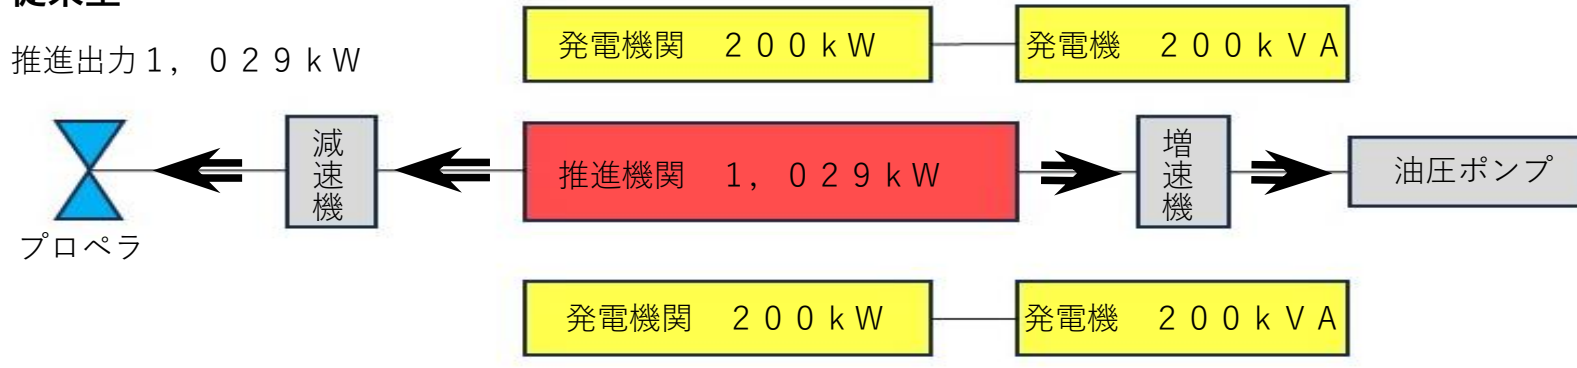 推進出力１，０２９ｋＷ
発電機関　２００ｋＷ
発電機　２００ｋＶＡ
減速機
推進機関　１，０２９ｋＷ
増速機
油圧ポンプ
プロペラ
発電機関　２００ｋＷ
発電機　２００ｋＶＡ